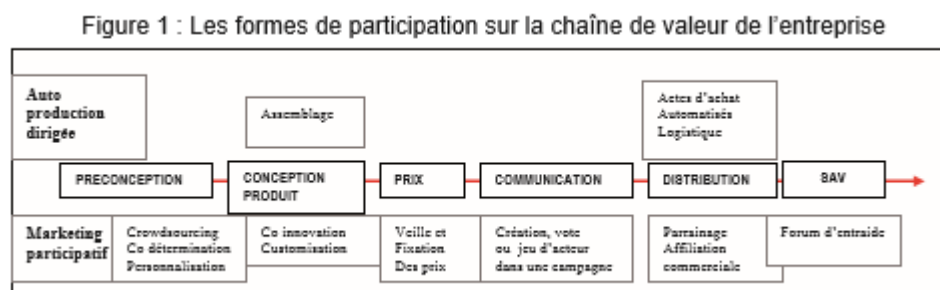 Figure 1 : Les formes de participation sur la chaîne de valeur de l'entreprise
Auto
production
dirigée
Assemblage
Actes d'achat
Automatisés
Logistique
PRECONCEPTION
CONCEPTION
PRODUIT
PRIX
COMMUNICATION
DISTRIBUTION
SAV
Marketing
participatif
Crowdsourcing
Co détermination
Personnalisation
Co innovation
Customisation
Veille et
Fixation
Des prix
Création, vote
ou jeu d'acteur
dans une campagne
Parrainage
Affiliation
commerciale
Forum d'entraide